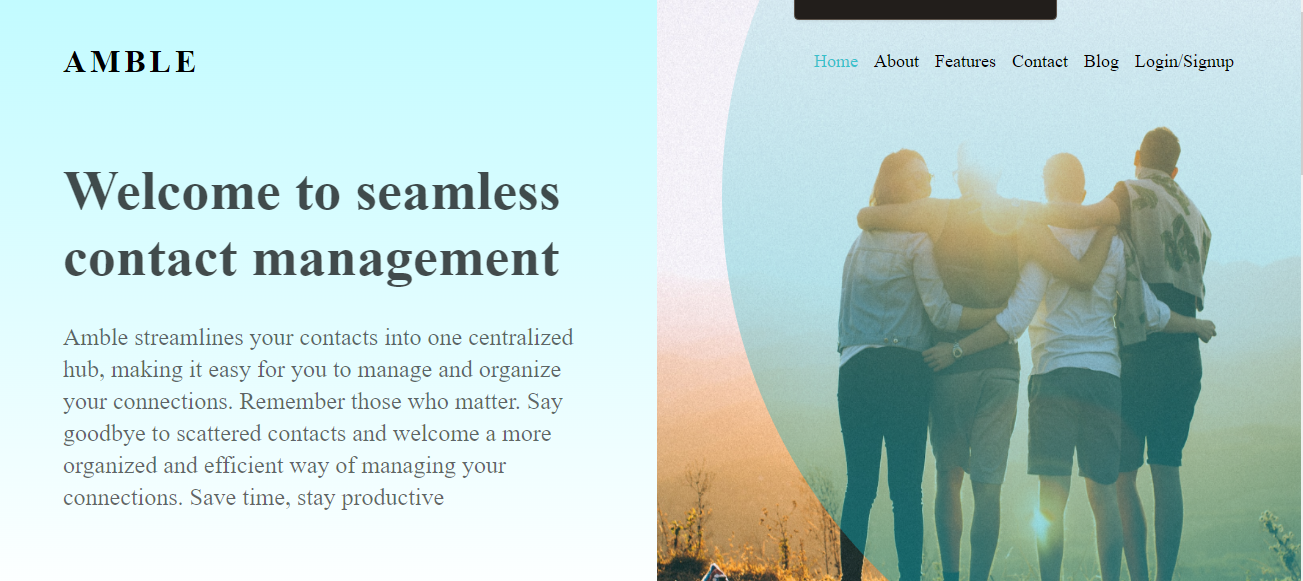 AMBLE
Home About Features Contact Blog Login/Signup
Welcome to seamless
contact management
Amble streamlines your contacts into one centralized
hub, making it easy for you to manage and organize
your connections. Remember those who matter. Say
goodbye to scattered contacts and welcome a more
organized and efficient way of managing your
connections. Save time, stay productive